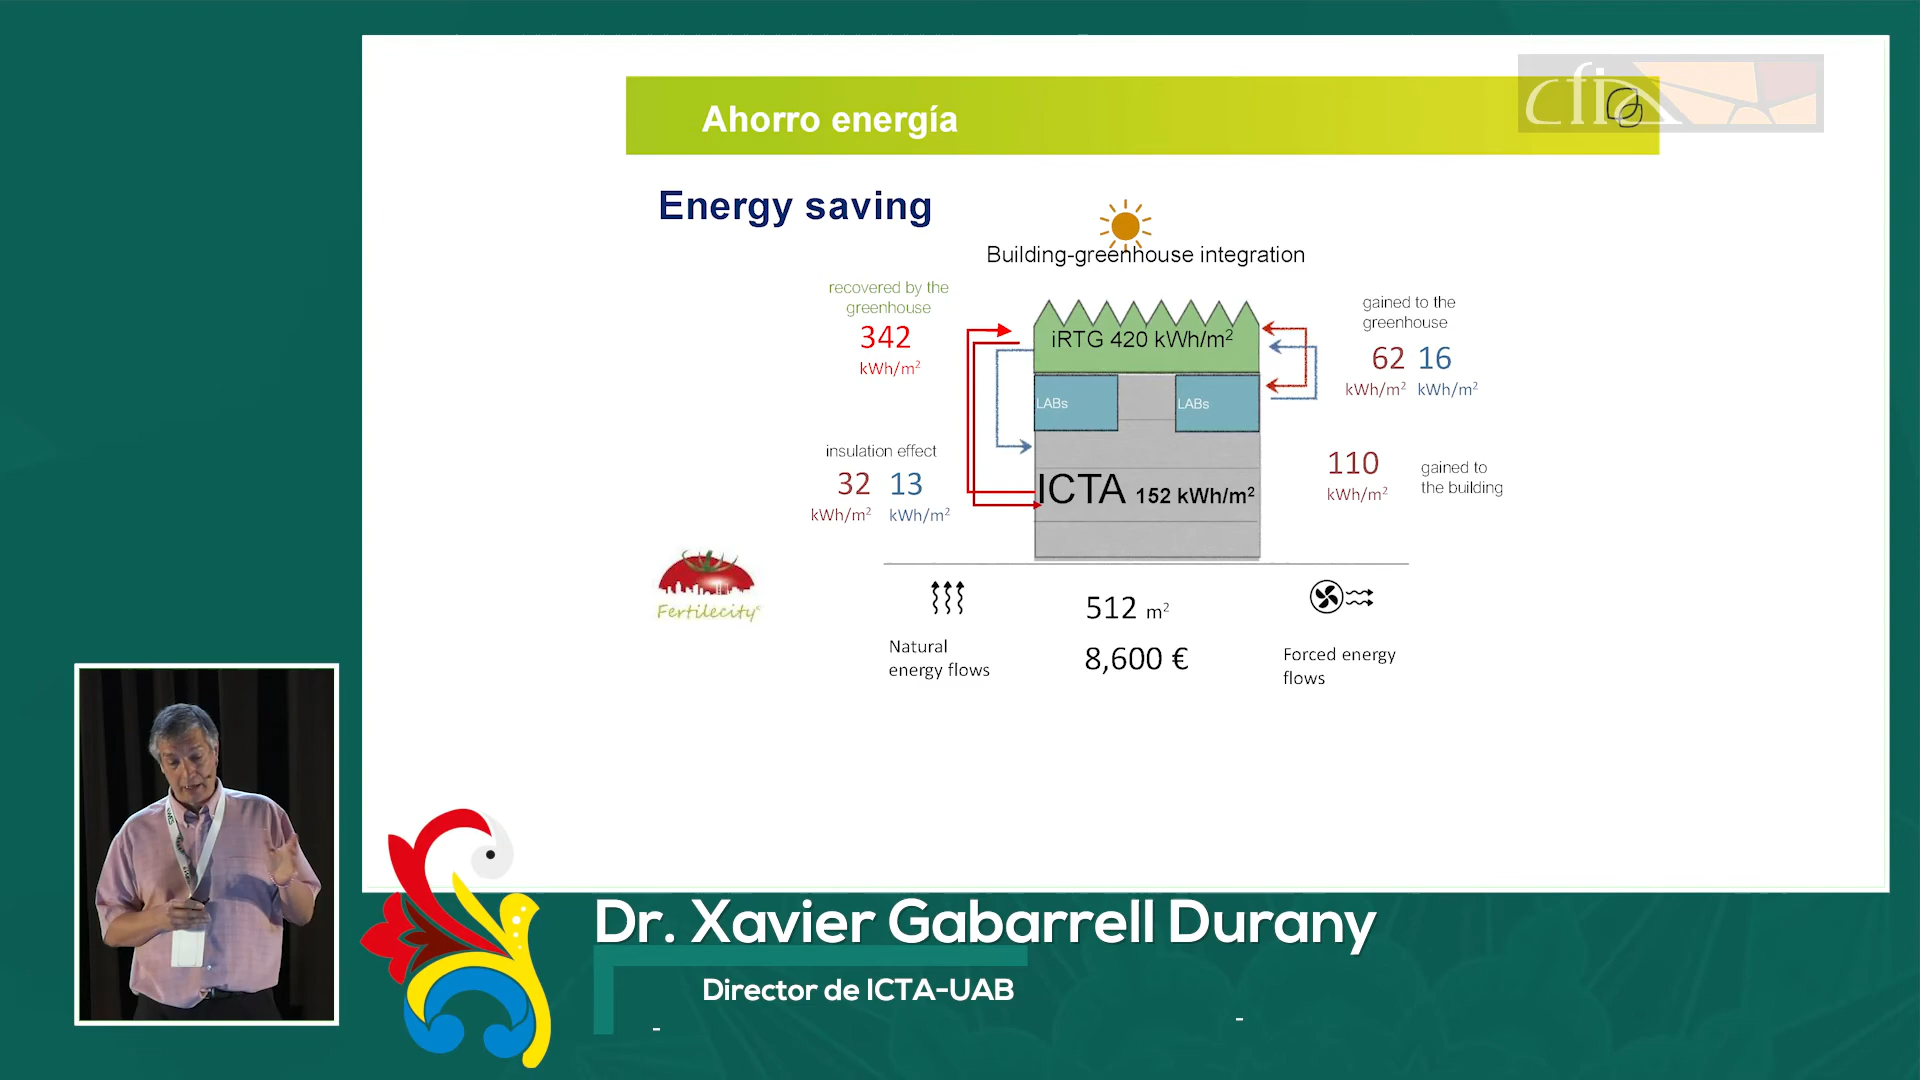 cfia
Ahorro energía
Energy saving
Building-greenhouse integration
recovered by the
greenhouse
342
kWh/m²
iRTG 420 kWh/m²
gained to the
greenhouse
62 16
kWh/m² kWh/m²
LABs
LABs
insulation effect
32 13
kWh/m² kWh/m²
ICTA 152 kWh/m²
110
kWh/m²
gained to
the building
Fertilecity
Natural
energy flows
512 m²
8,600 €
Forced energy
flows
Dr. Xavier Gabarrell Durany
Director de ICTA-UAB
-
-